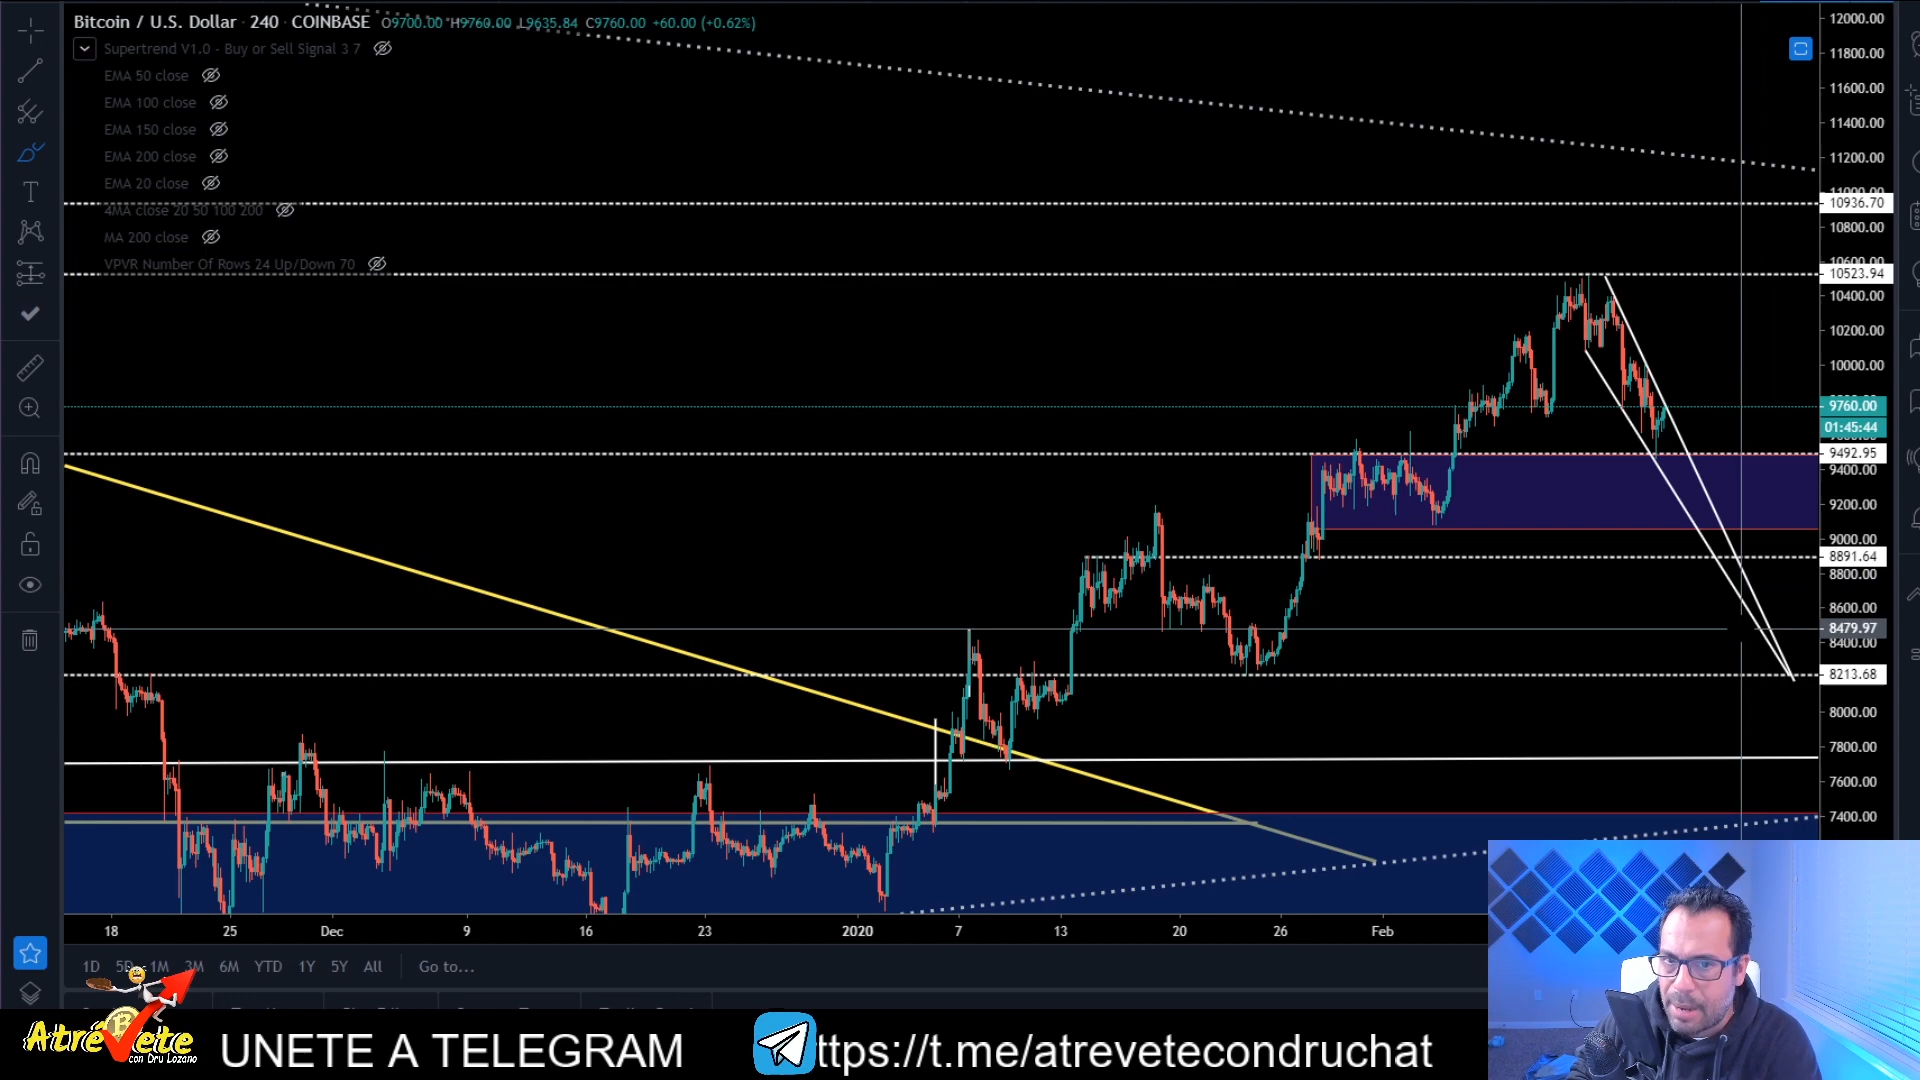 Bitcoin / U.S. Dollar · 240 · COINBASE O9700.00 H9760.00 L9635.84 C9760.00 +60.00 (+0.62%)
Supertrend V1.0 - Buy or Sell Signal 3 7
EMA 50 close
EMA 100 close
EMA 150 close
EMA 200 close
EMA 20 close
4MA close 20 50 100 200
MA 200 close
VPVR Number Of Rows 24 Up/Down 70
12000.00
11800.00
11600.00
11400.00
11200.00
11000.00
10936.70
10800.00
10600.00
10523.94
10400.00
10200.00
10000.00
9760.00
01:45:44
9492.95
9400.00
9200.00
9000.00
8891.64
8800.00
8600.00
8479.97
8400.00
8213.68
8000.00
7800.00
7600.00
7400.00
18 25 Dec 9 16 23 2020 7 13 20 26 Feb
1D 5D 1M 3M 6M YTD 1Y 5Y All Go to...
Atrévete
con Dru Lozano
UNETE A TELEGRAM
ttps://t.me/atrevetecondruchat